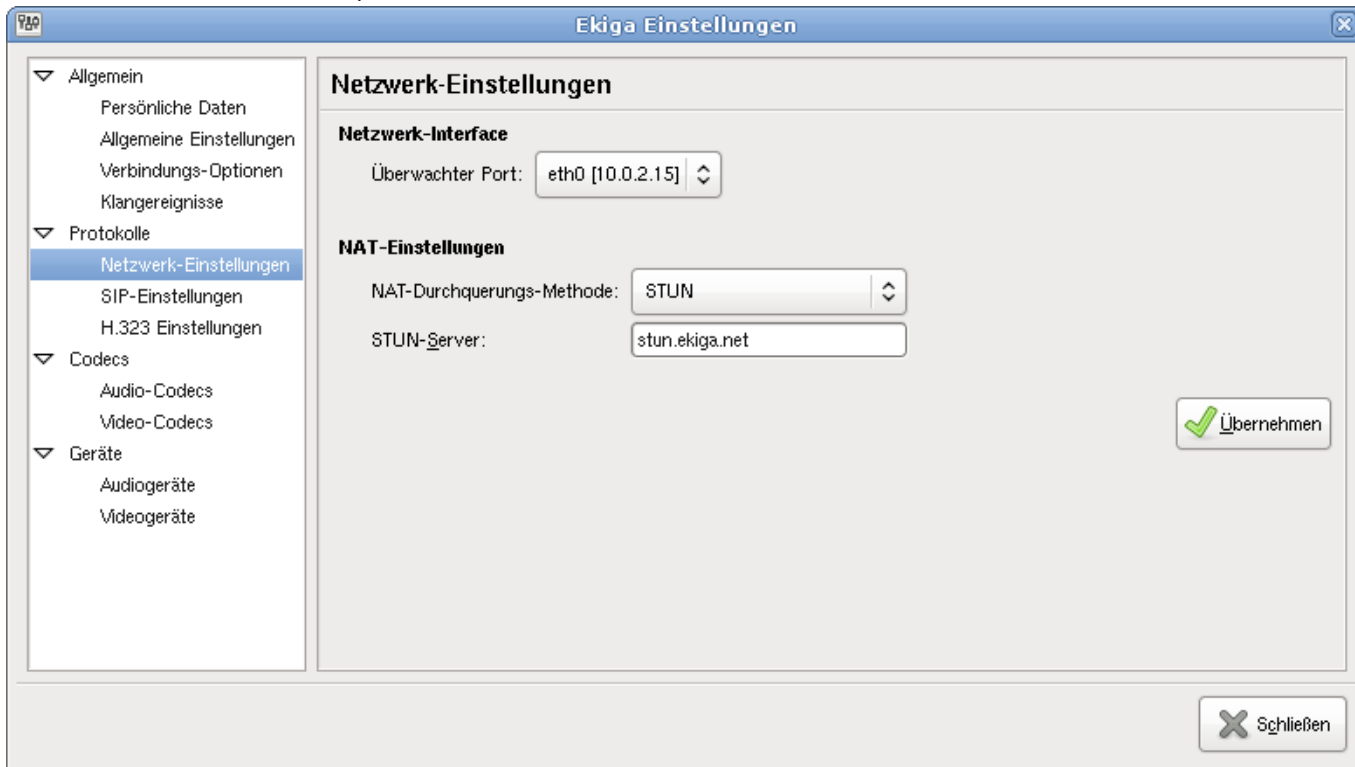 Ekiga Einstellungen
Allgemein
Persönliche Daten
Allgemeine Einstellungen
Verbindungs-Optionen
Klangereignisse
Protokolle
Netzwerk-Einstellungen
SIP-Einstellungen
H.323 Einstellungen
Codecs
Audio-Codecs
Video-Codecs
Geräte
Audiogeräte
Videogeräte
Netzwerk-Einstellungen
Netzwerk-Interface
Überwachter Port: eth0 [10.0.2.15]
NAT-Einstellungen
NAT-Durchquerungs-Methode: STUN
STUN-Server: stun.ekiga.net
Übernehmen
Schließen